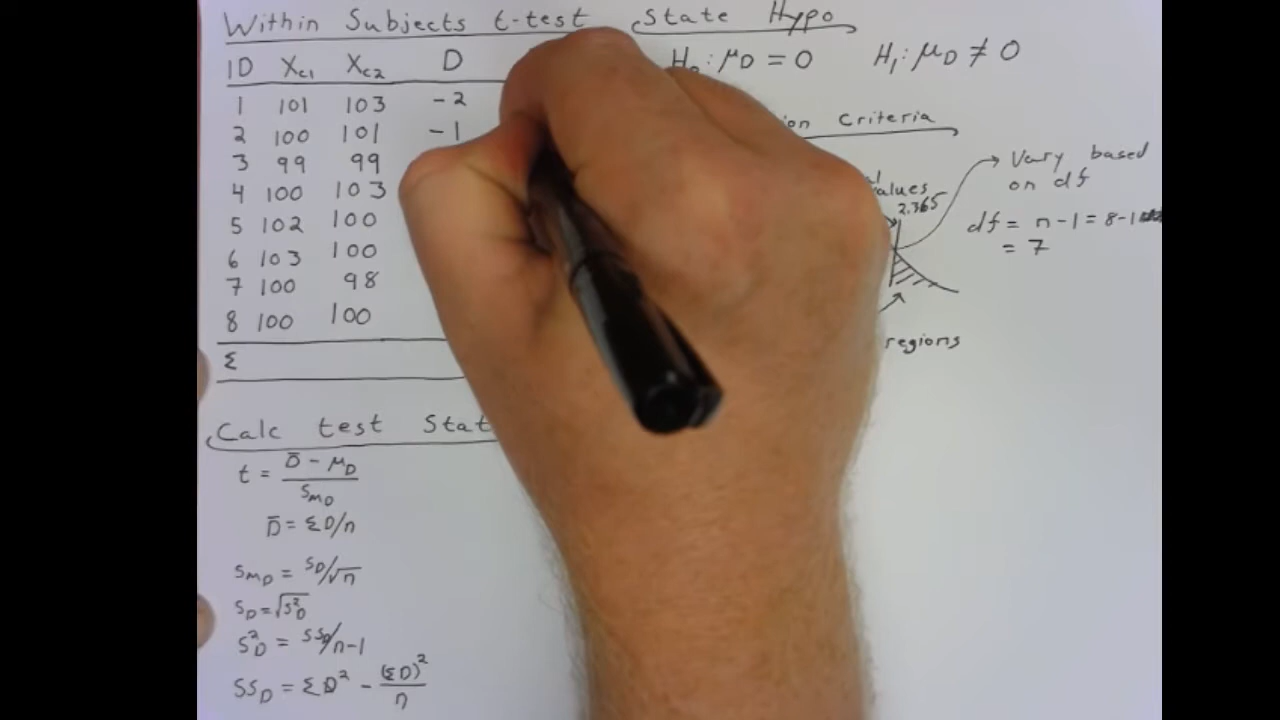 Within Subjects t-test
ID Xc1 Xc2 D
1 101 103 -2
2 100 101 -1
3 99 99
4 100 103
5 102 100
6 103 100
7 100 98
8 100 100
Σ
Calc test Stat
t = D̄ - μD / sMD
D̄ = ΣD/n
sMD = sD/√n
sD = √s²D
s²D = SSD/n-1
SSD = ΣD² - (ΣD)²/n
State Hypo
H0: μD = 0 H1: μD ≠ 0
Criteria
2.365
Vary based
on df
df = n-1 = 8-1
= 7
regions